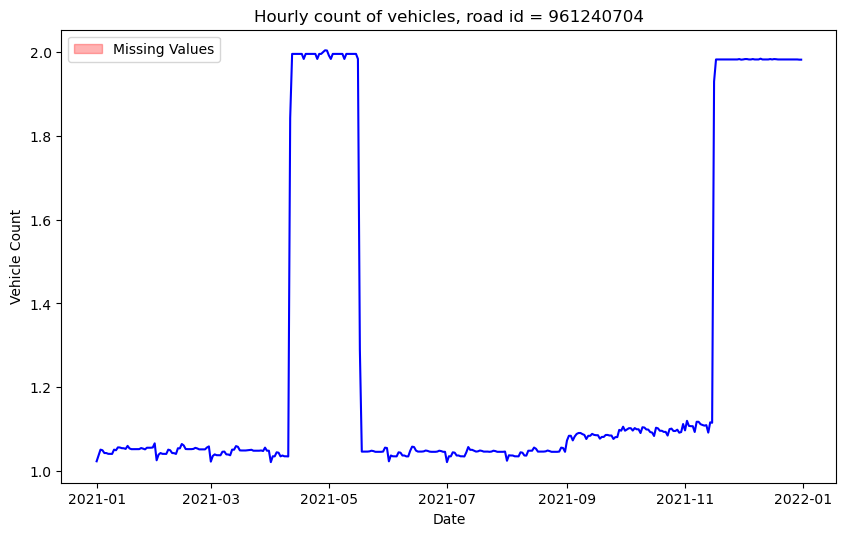 Hourly count of vehicles, road id = 961240704
Missing Values
2.0
1.8
1.6
1.4
1.2
1.0
Vehicle Count
2021-01 2021-03 2021-05 2021-07 2021-09 2021-11 2022-01
Date